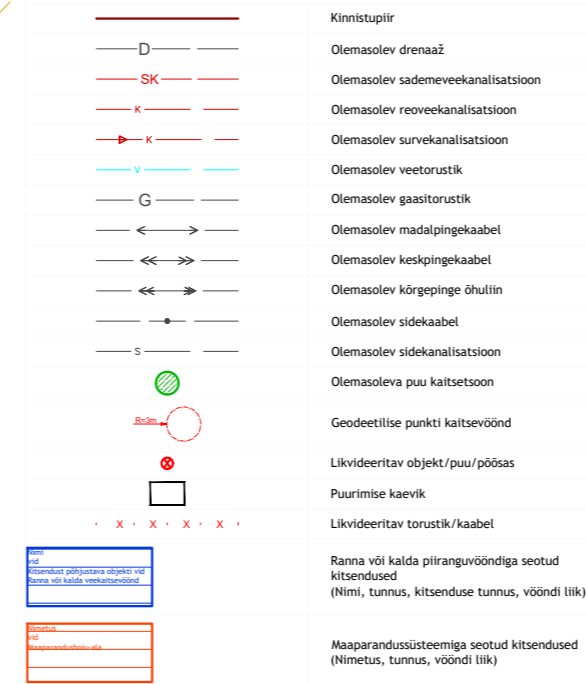 Kinnistupiir
D Olemasolev drenaaž
SK Olemasolev sademeveekanalisatsioon
K Olemasolev reoveekanalisatsioon
K Olemasolev survekanalisatsioon
V Olemasolev veetorustik
G Olemasolev gaasitorustik
Olemasolev madalpingekaabel
Olemasolev keskpingekaabel
Olemasolev kõrgepinge õhuliin
Olemasolev sidekaabel
S Olemasolev sidekanalisatsioon
Olemasoleva puu kaitsetsoon
R=3m Geodeetilise punkti kaitsevöönd
Likvideeritav objekt/puu/põõsas
Puurimise kaevik
X X X X Likvideeritav torustik/kaabel
Nimi
vid
Kitsendust põhjustava objekti vid
Ranna või kalda veekaitsevöönd
Ranna või kalda piiranguvööndiga seotud
kitsendused
(Nimi, tunnus, kitsenduse tunnus, vööndi liik)
Nimetus
vid
Maaparandushoiu-ala
Maaparandussüsteemiga seotud kitsendused
(Nimetus, tunnus, vööndi liik)